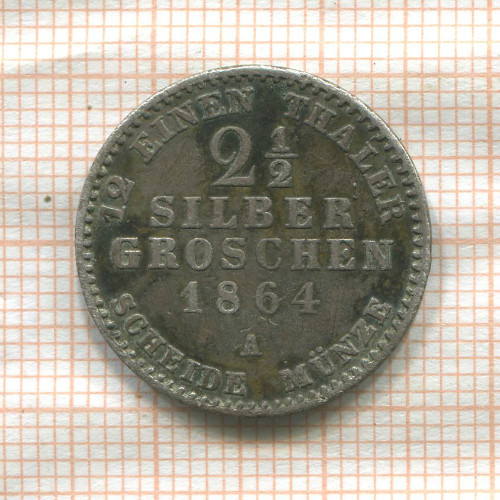 12 EINEN THALER
2 1/2
SILBER
GROSCHEN
1864
A
SCHEIDE MÜNZE